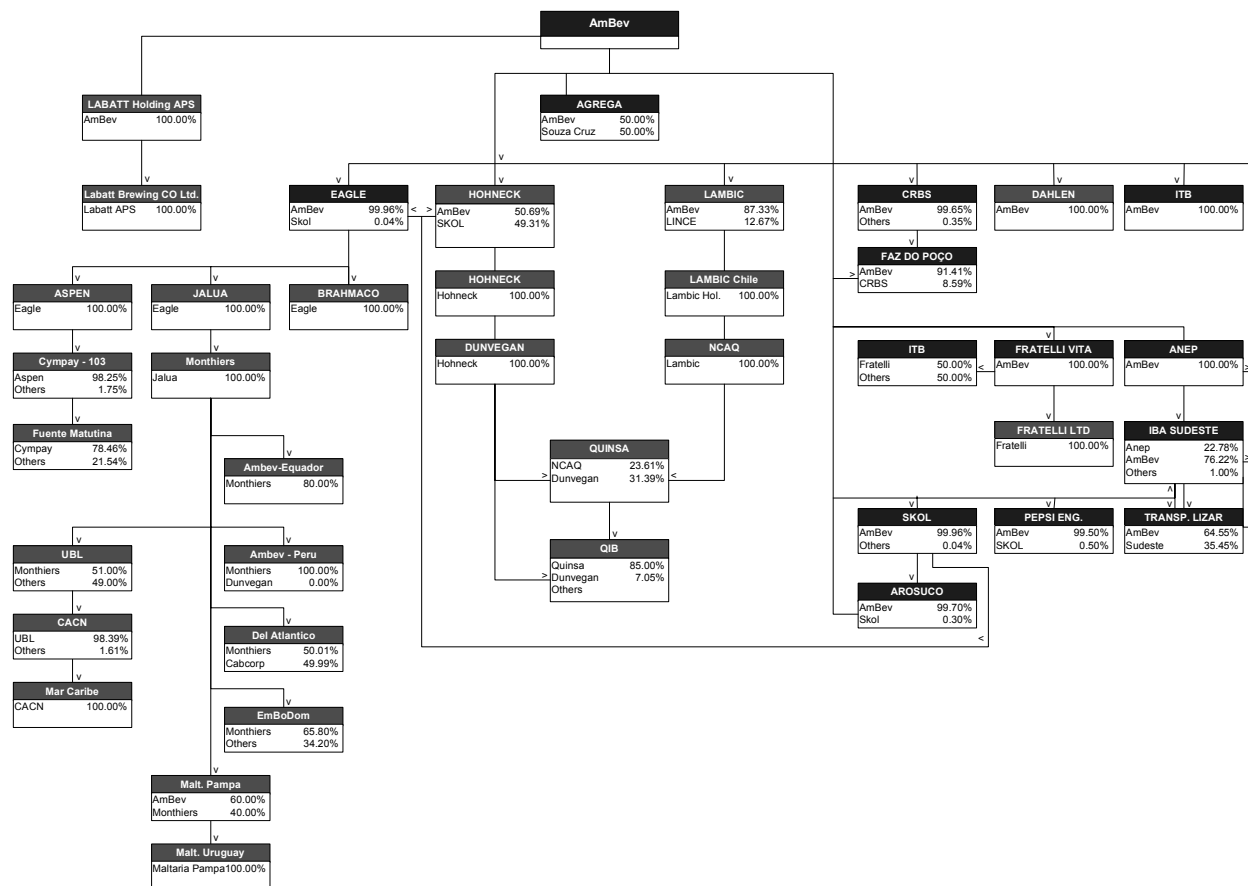 AmBev
LABATT Holding APS
AmBev 100.00%
AGREGA
AmBev 50.00%
Souza Cruz 50.00%
Labatt Brewing CO Ltd.
Labatt APS 100.00%
EAGLE
AmBev 99.96%
Skol 0.04%
HOHNECK
AmBev 50.69%
SKOL 49.31%
LAMBIC
AmBev 87.33%
LINCE 12.67%
CRBS
AmBev 99.65%
Others 0.35%
DAHLEN
AmBev 100.00%
ITB
AmBev 100.00%
FAZ DO POÇO
AmBev 91.41%
CRBS 8.59%
ASPEN
Eagle 100.00%
JALUA
Eagle 100.00%
BRAHMACO
Eagle 100.00%
HOHNECK
Hohneck 100.00%
LAMBIC Chile
Lambic Hol. 100.00%
Cympay - 103
Aspen 98.25%
Others 1.75%
Monthiers
Jalua 100.00%
DUNVEGAN
Hohneck 100.00%
NCAQ
Lambic 100.00%
ITB
Fratelli 50.00%
Others 50.00%
FRATELLI VITA
AmBev 100.00%
ANEP
AmBev 100.00%
Fuente Matutina
Cympay 78.46%
Others 21.54%
FRATELLI LTD
Fratelli 100.00%
IBA SUDESTE
Anep 22.78%
AmBev 76.22%
Others 1.00%
Ambev-Equador
Monthiers 80.00%
QUINSA
NCAQ 23.61%
Dunvegan 31.39%
SKOL
AmBev 99.96%
Others 0.04%
PEPSI ENG.
AmBev 99.50%
SKOL 0.50%
TRANSP. LIZAR
AmBev 64.55%
Sudeste 35.45%
UBL
Monthiers 51.00%
Others 49.00%
Ambev - Peru
Monthiers 100.00%
Dunvegan 0.00%
QIB
Quinsa 85.00%
Dunvegan 7.05%
Others
AROSUCO
AmBev 99.70%
Skol 0.30%
CACN
UBL 98.39%
Others 1.61%
Del Atlantico
Monthiers 50.01%
Cabcorp 49.99%
Mar Caribe
CACN 100.00%
EmBoDom
Monthiers 65.80%
Others 34.20%
Malt. Pampa
AmBev 60.00%
Monthiers 40.00%
Malt. Uruguay
Maltaria Pampa100.00%